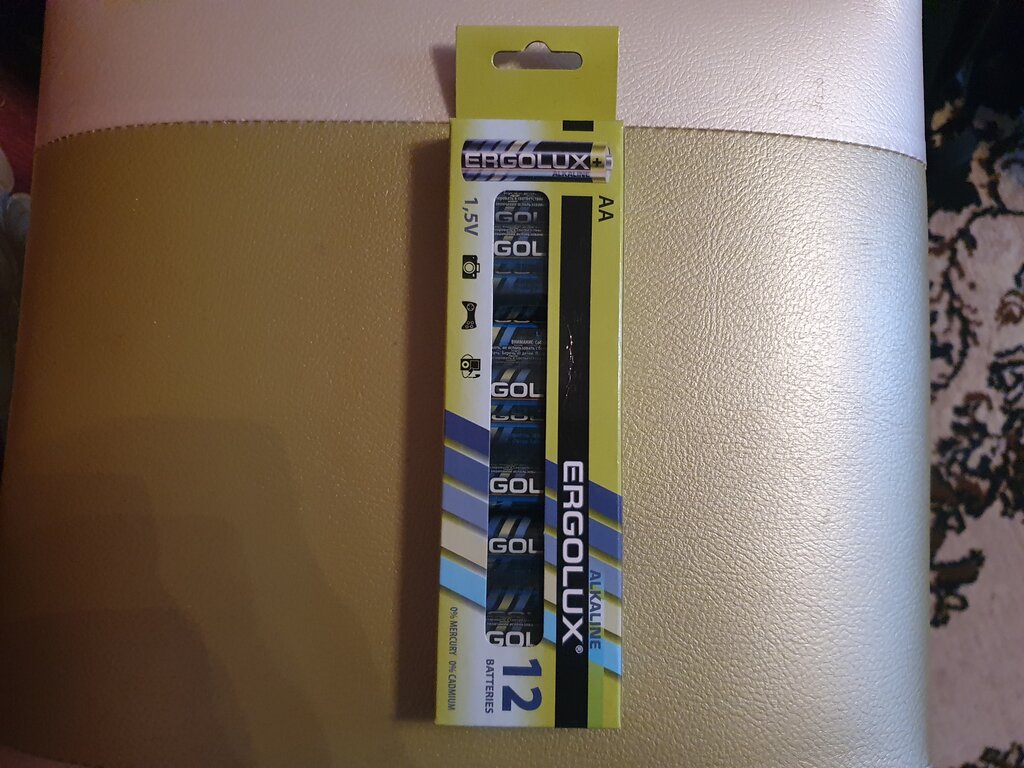 ERGOLUX
ALKALINE
AA
1,5V
GOL
GOL
ВНИМАНИЕ:
GOL
GOL
GOL
GOL
ERGOLUX®
ALKALINE
12
BATTERIES
0% MERCURY 0% CADMIUM